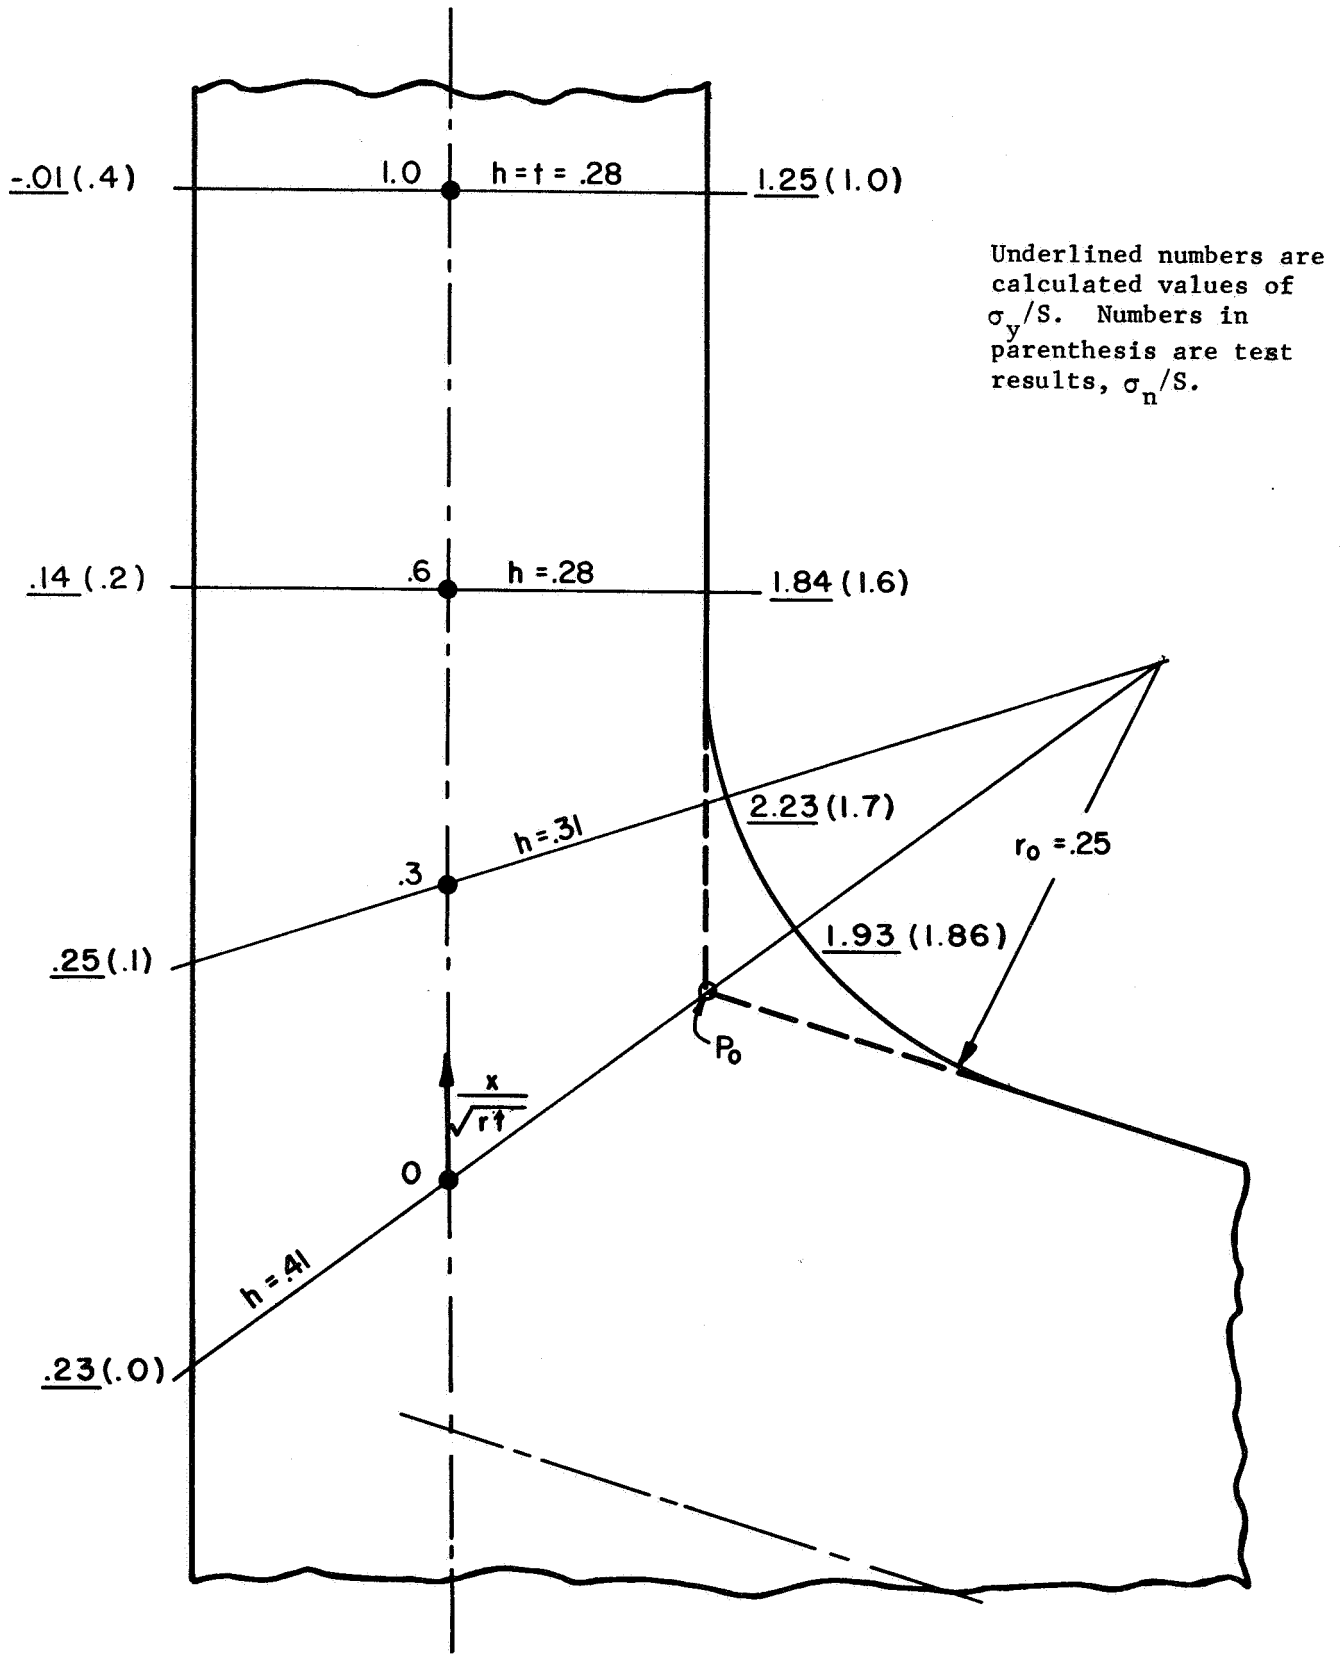 -.01(.4) 1.0 h=t=.28 1.25(1.0)
Underlined numbers are
calculated values of
σy/S. Numbers in
parenthesis are test
results, σn/S.
.14(.2) .6 h=.28 1.84(1.6)
2.23(1.7)
h=.31
r₀=.25
.3
1.93(1.86)
.25(.1)
P₀
x
√rt
0
h=.41
.23(.0)